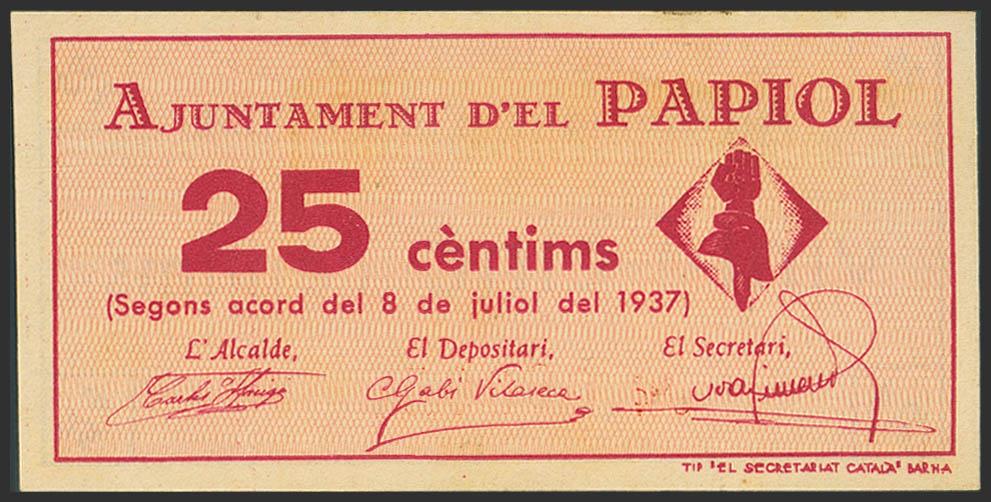 AJUNTAMENT D'EL PAPIOL
25 cèntims
(Segons acord del 8 de juliol del 1937)
L'Alcalde, El Depositari, El Secretari,
Vilaseca
TIP "EL SECRETARIAT CATALÀ" BARNA